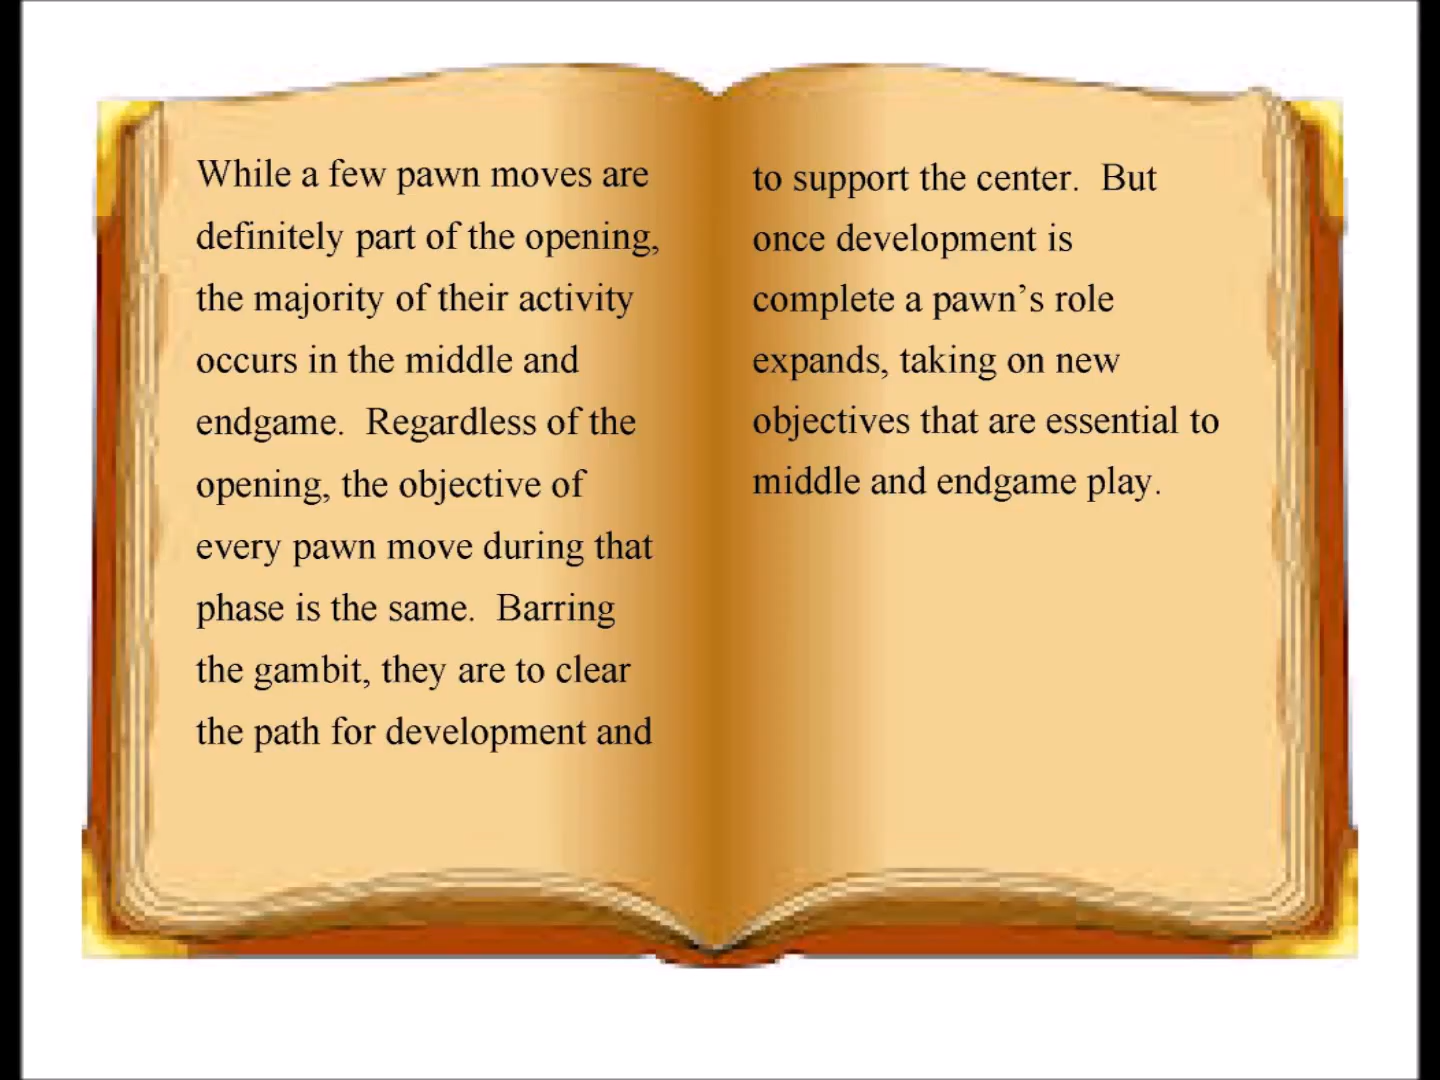 While a few pawn moves are
definitely part of the opening,
the majority of their activity
occurs in the middle and
endgame.  Regardless of the
opening, the objective of
every pawn move during that
phase is the same.  Barring
the gambit, they are to clear
the path for development and
to support the center.  But
once development is
complete a pawn’s role
expands, taking on new
objectives that are essential to
middle and endgame play.